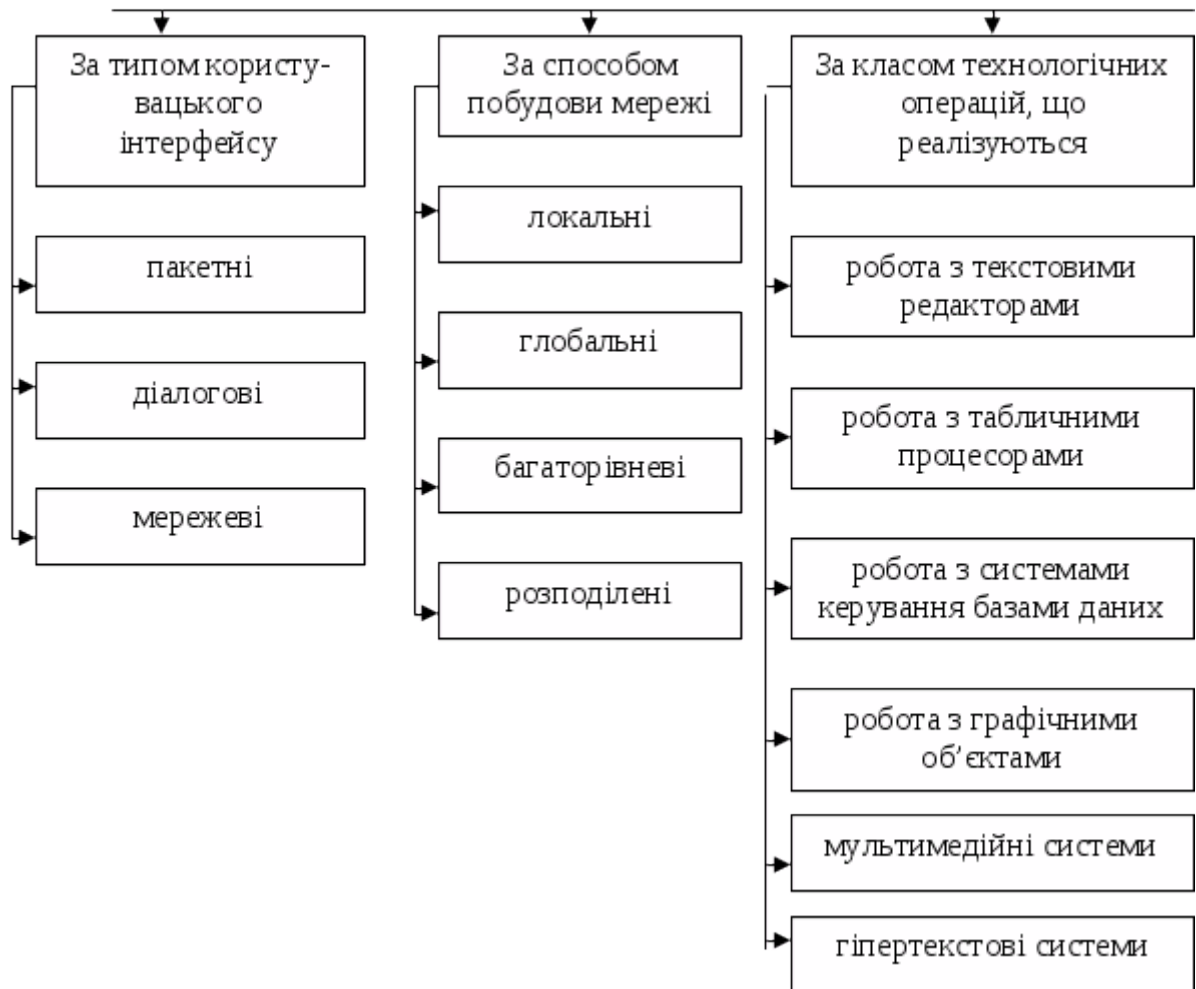 За типом користу-
вацького
інтерфейсу
пакетні
діалогові
мережеві
За способом
побудови мережі
локальні
глобальні
багаторівневі
розподілені
За класом технологічних
операцій, що
реалізуються
робота з текстовими
редакторами
робота з табличними
процесорами
робота з системами
керування базами даних
робота з графічними
об’єктами
мультимедійні системи
гіпертекстові системи